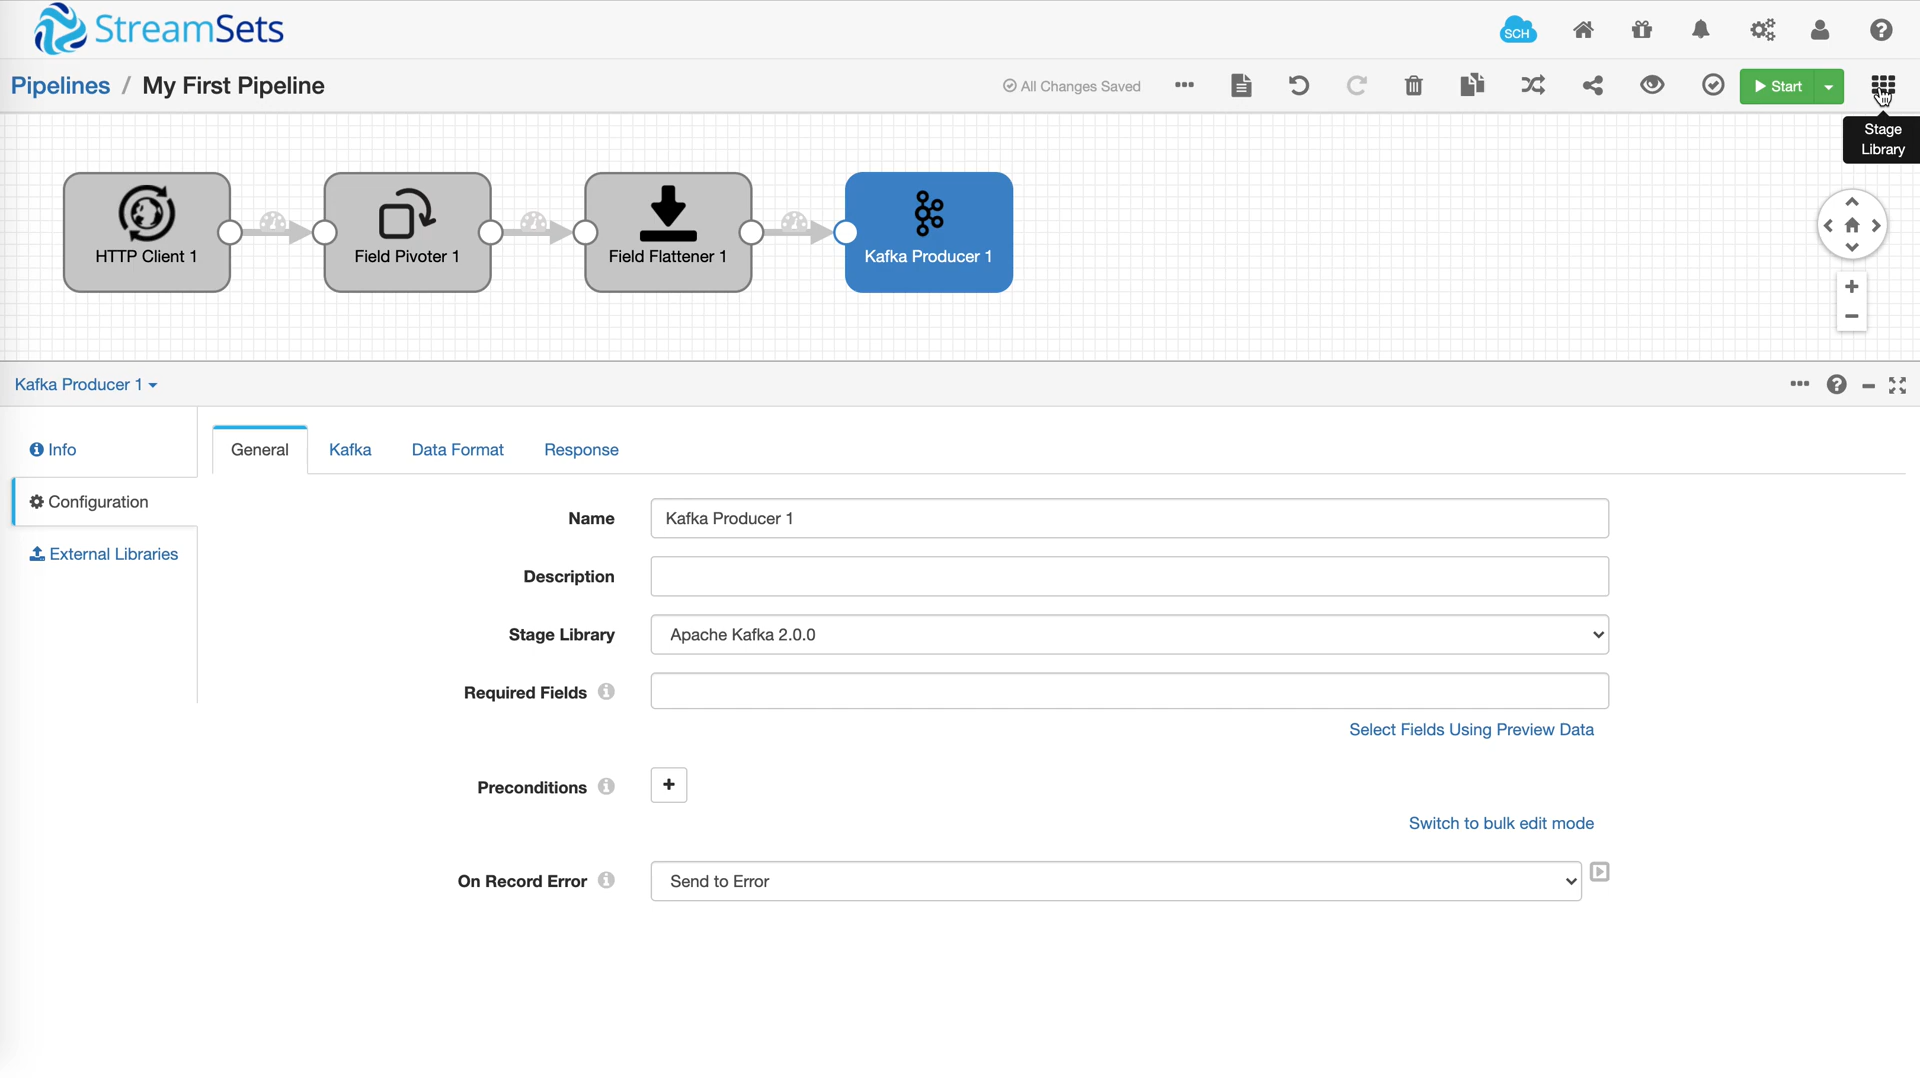 StreamSets
SCH
Pipelines / My First Pipeline
All Changes Saved
Start
Stage
Library
HTTP Client 1
Field Pivoter 1
Field Flattener 1
Kafka Producer 1
Kafka Producer 1
Info
General
Kafka
Data Format
Response
Configuration
External Libraries
Name
Kafka Producer 1
Description
Stage Library
Apache Kafka 2.0.0
Required Fields
Select Fields Using Preview Data
Preconditions
+
Switch to bulk edit mode
On Record Error
Send to Error